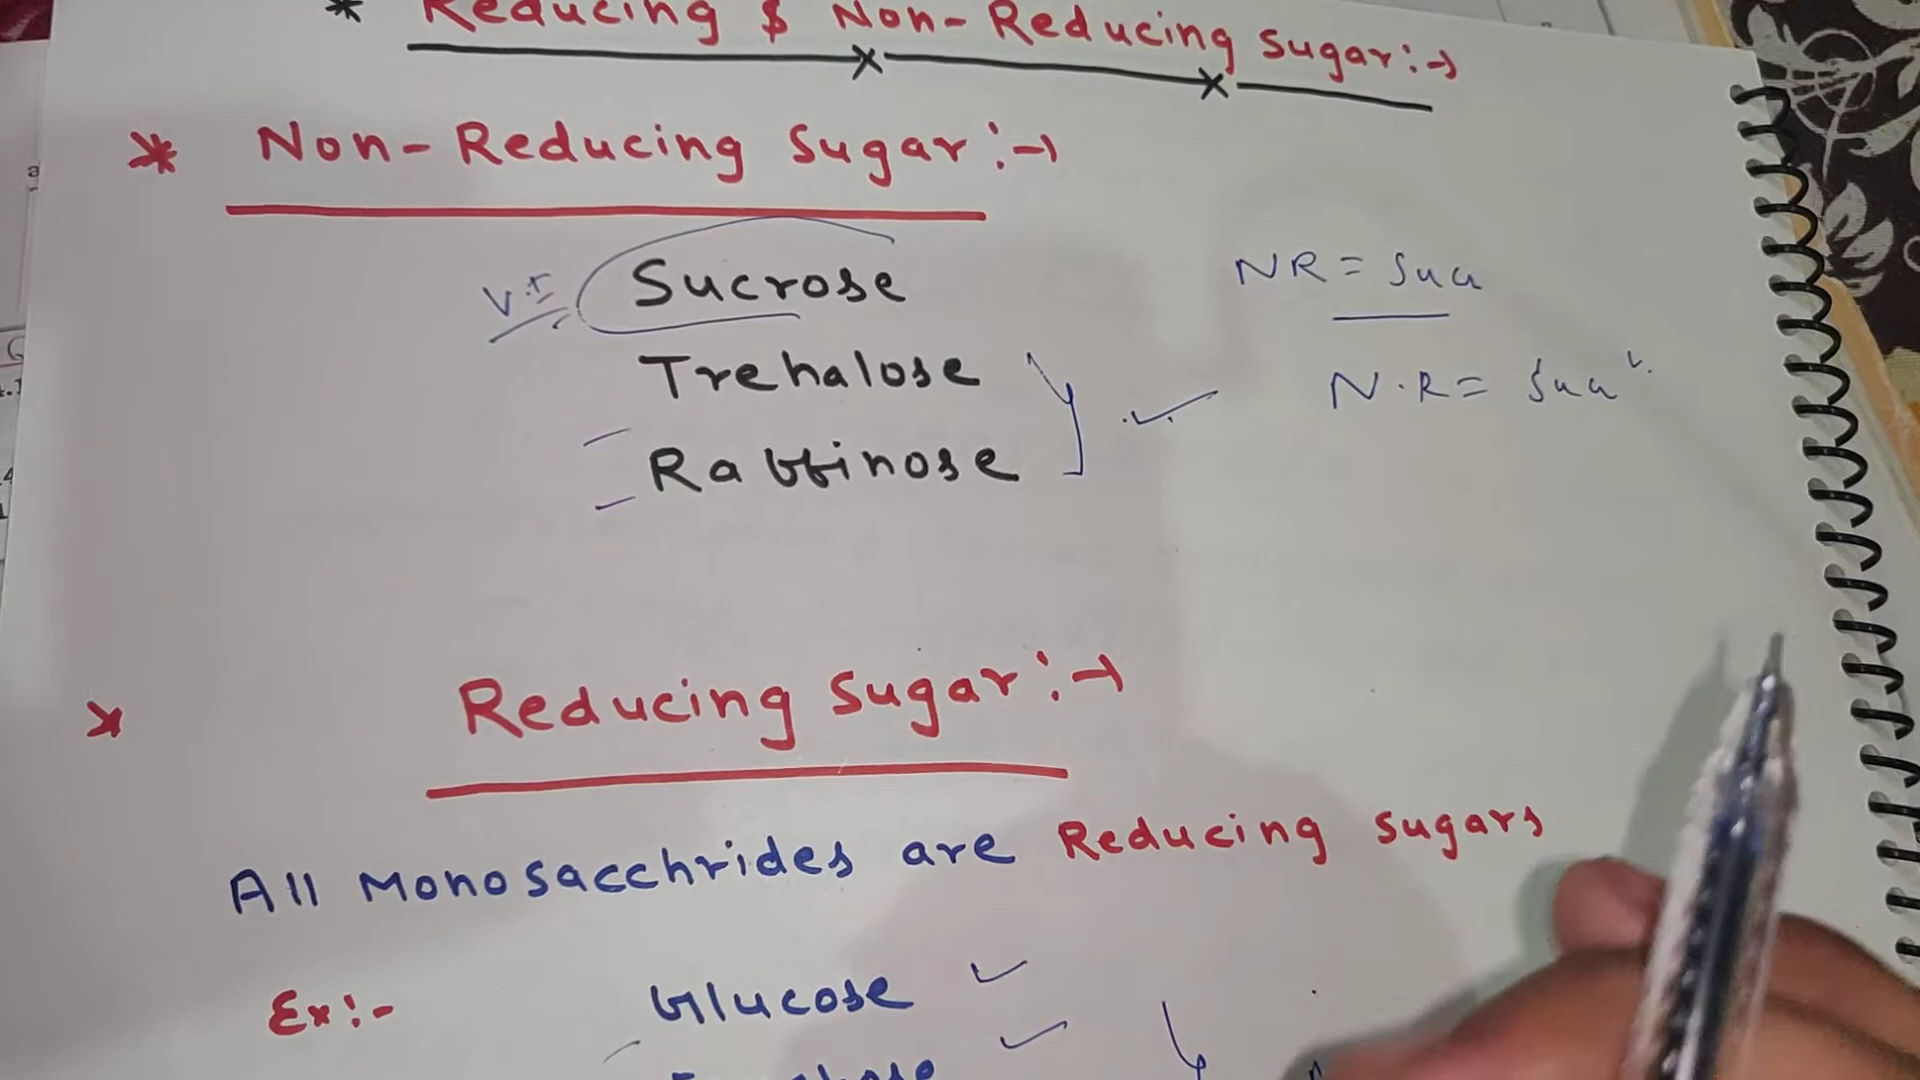 * Reducing $ Non-Reducing Sugar:→
* Non-Reducing Sugar:→
V.I Sucrose
NR = Suc
Trehalose
N.R = Suc
Raffinose
* Reducing Sugar:→
All Monosacchrides are Reducing sugars
Ex:- Glucose